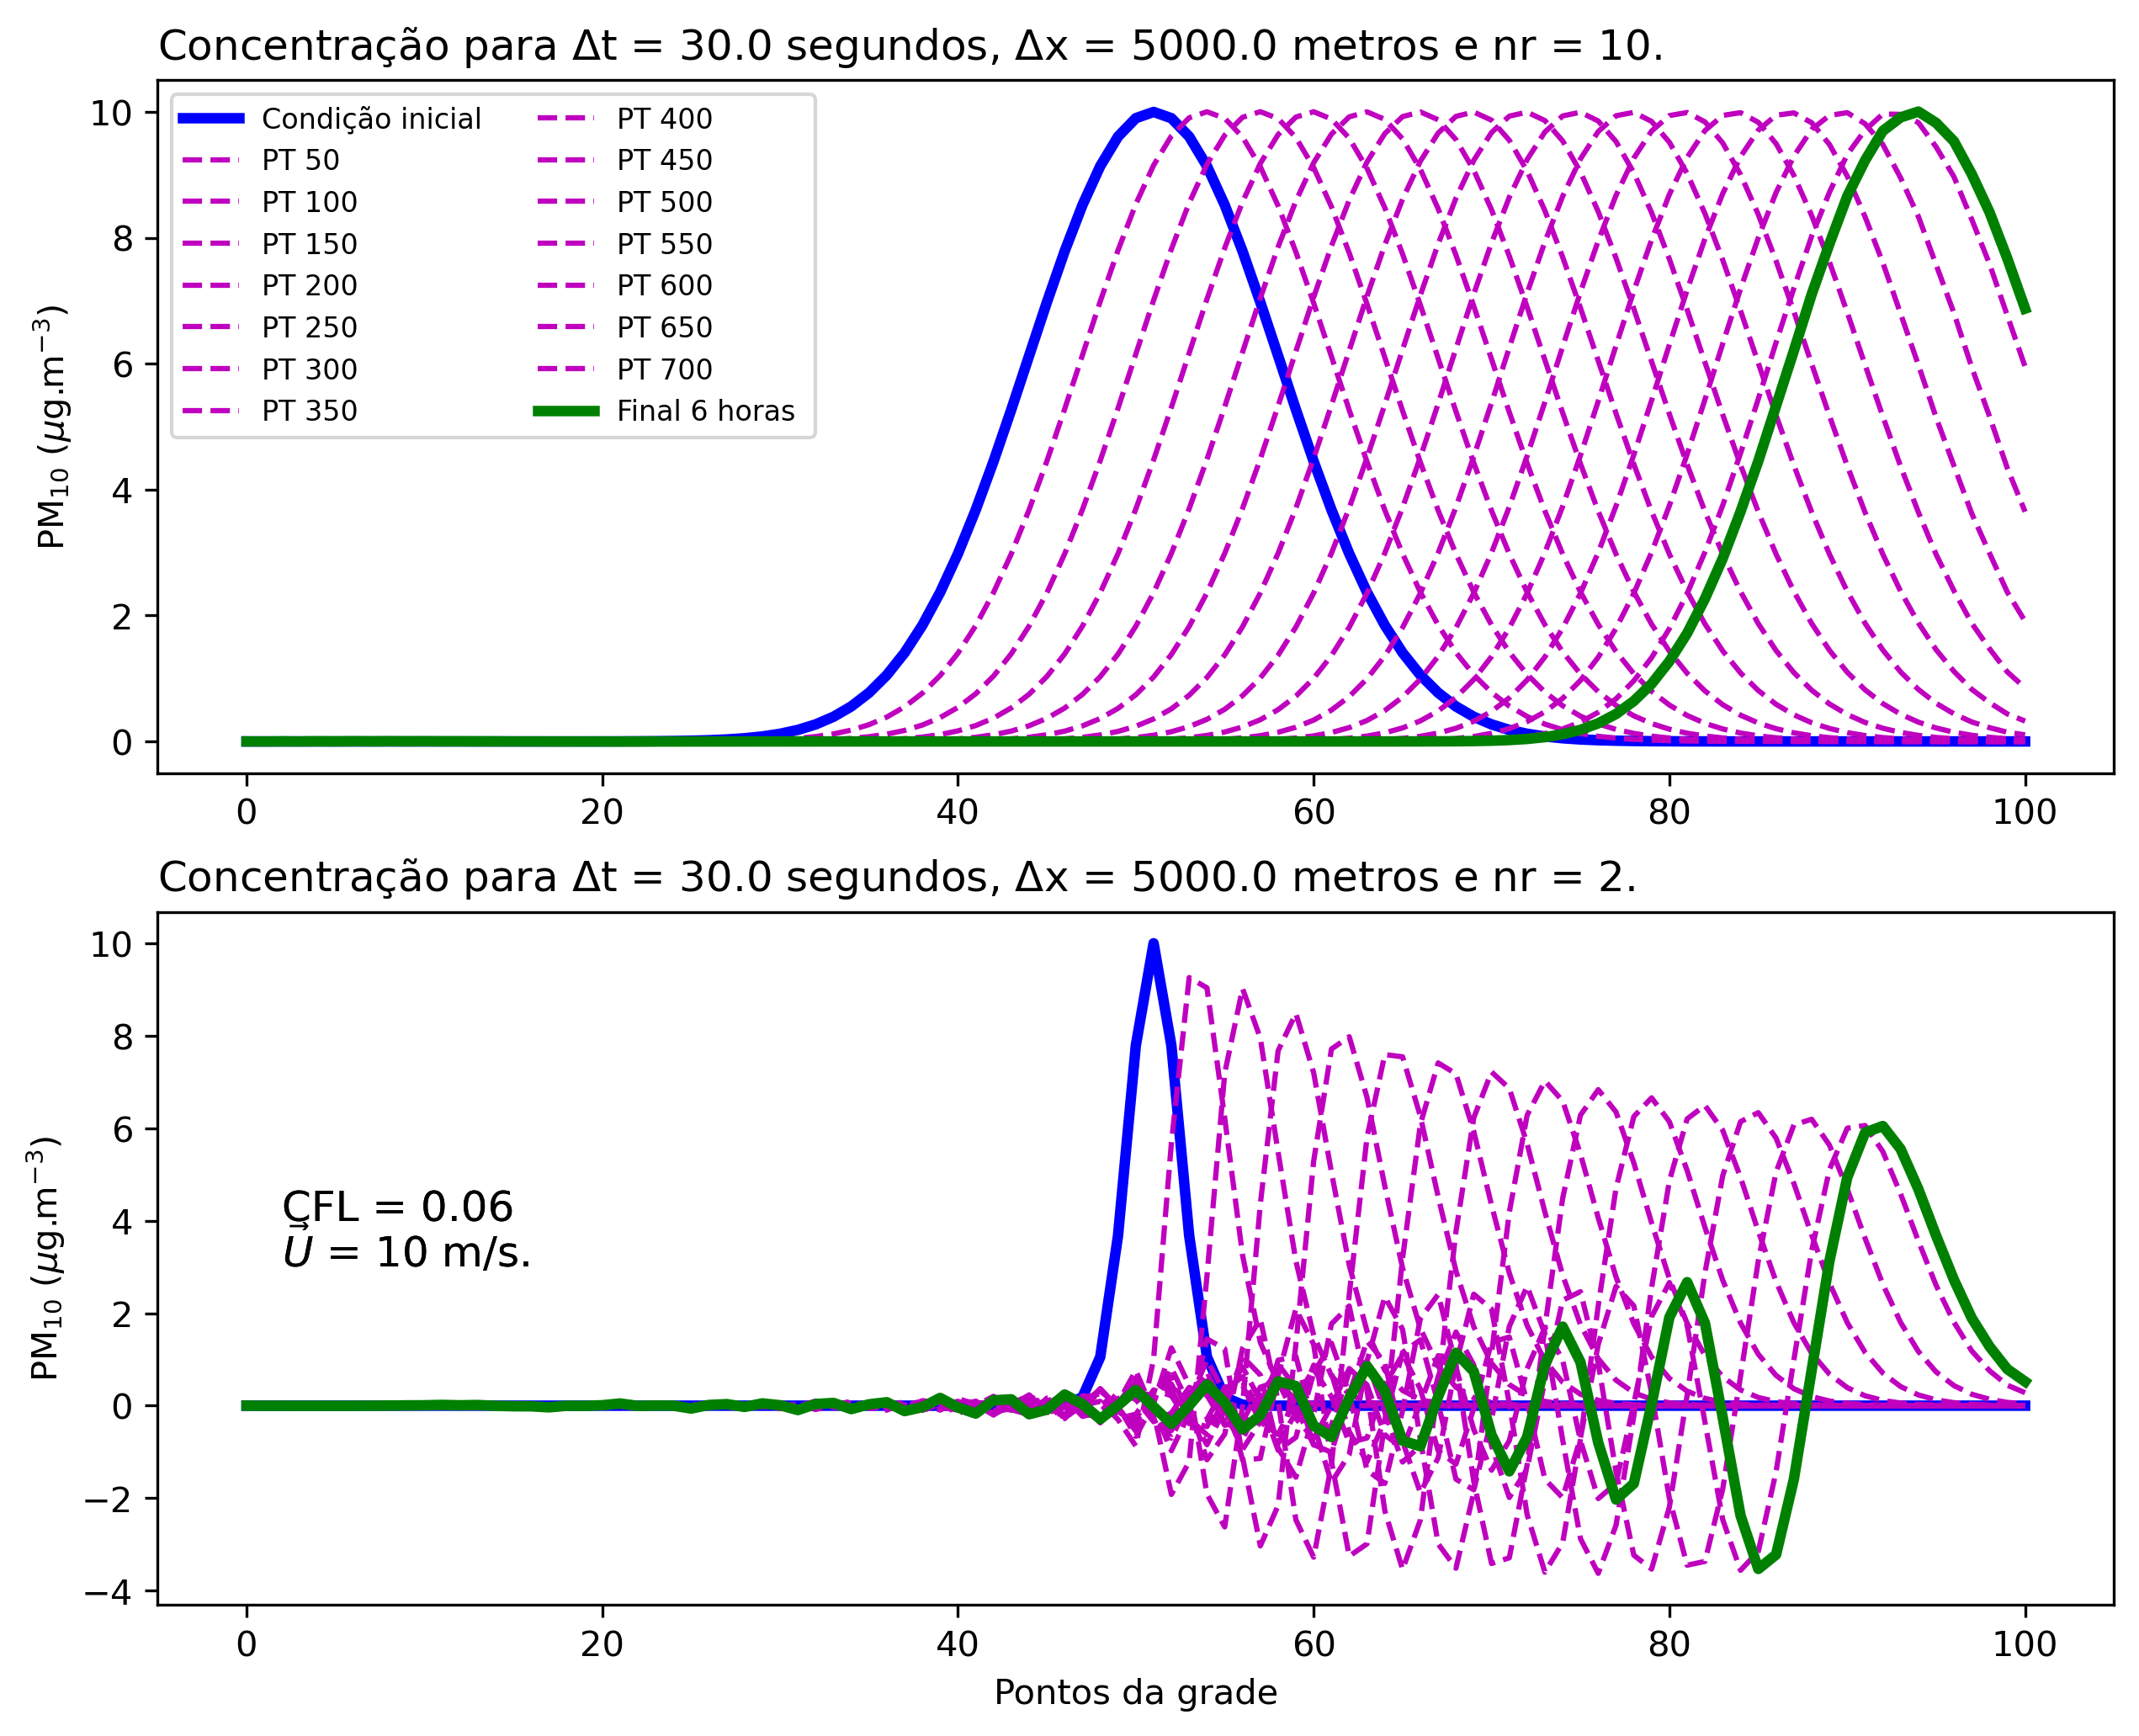 Concentração para Δt = 30.0 segundos, Δx = 5000.0 metros e nr = 10.
10
8
6
4
2
0
PM₁₀ (μg.m⁻³)
Condição inicial
PT 50
PT 100
PT 150
PT 200
PT 250
PT 300
PT 350
PT 400
PT 450
PT 500
PT 550
PT 600
PT 650
PT 700
Final 6 horas
0 20 40 60 80 100
Concentração para Δt = 30.0 segundos, Δx = 5000.0 metros e nr = 2.
10
8
6
4
2
0
−2
−4
PM₁₀ (μg.m⁻³)
CFL = 0.06
U⃗ = 10 m/s.
0 20 40 60 80 100
Pontos da grade